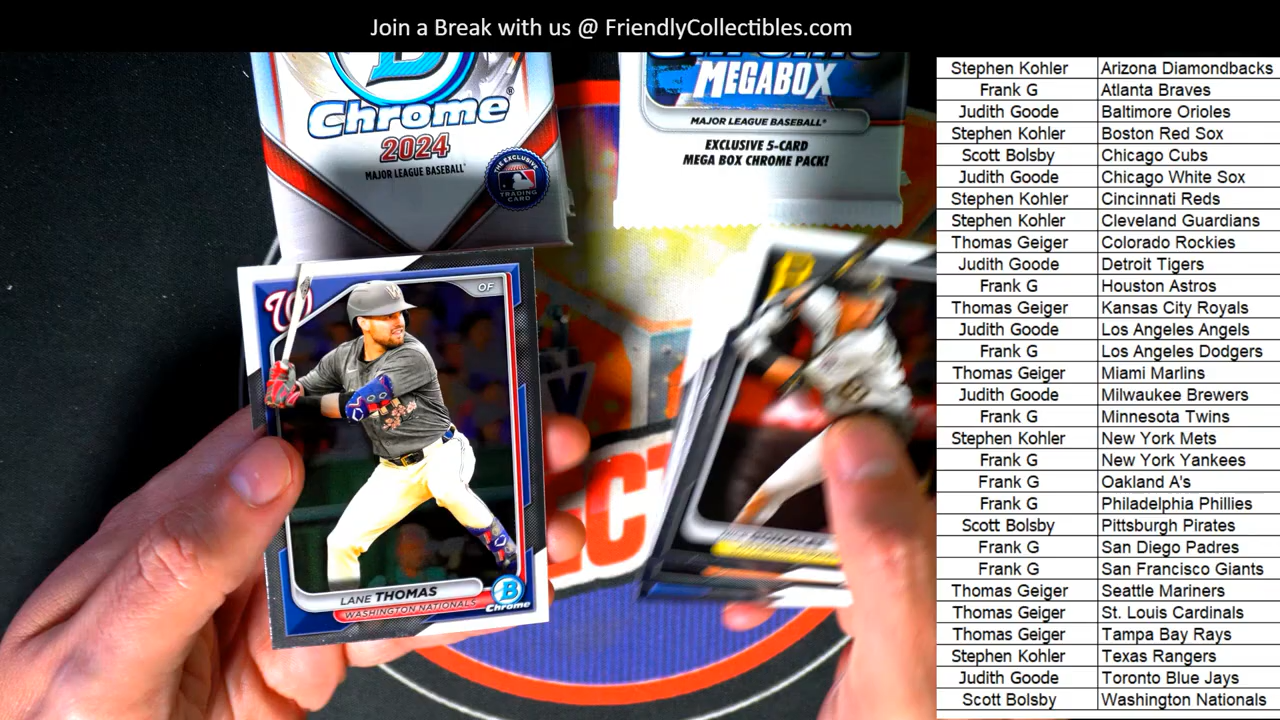 Join a Break with us @ FriendlyCollectibles.com
Chrome®
2024
MAJOR LEAGUE BASEBALL®
THE EXCLUSIVE
TRADING
CARD
MEGABOX
MAJOR LEAGUE BASEBALL®
EXCLUSIVE 5-CARD
MEGA BOX CHROME PACK!
W
OF
LANE THOMAS
WASHINGTON NATIONALS
B
Chrome
Stephen Kohler Arizona Diamondbacks
Frank G Atlanta Braves
Judith Goode Baltimore Orioles
Stephen Kohler Boston Red Sox
Scott Bolsby Chicago Cubs
Judith Goode Chicago White Sox
Stephen Kohler Cincinnati Reds
Stephen Kohler Cleveland Guardians
Thomas Geiger Colorado Rockies
Judith Goode Detroit Tigers
Frank G Houston Astros
Thomas Geiger Kansas City Royals
Judith Goode Los Angeles Angels
Frank G Los Angeles Dodgers
Thomas Geiger Miami Marlins
Judith Goode Milwaukee Brewers
Frank G Minnesota Twins
Stephen Kohler New York Mets
Frank G New York Yankees
Frank G Oakland A's
Frank G Philadelphia Phillies
Scott Bolsby Pittsburgh Pirates
Frank G San Diego Padres
Frank G San Francisco Giants
Thomas Geiger Seattle Mariners
Thomas Geiger St. Louis Cardinals
Thomas Geiger Tampa Bay Rays
Stephen Kohler Texas Rangers
Judith Goode Toronto Blue Jays
Scott Bolsby Washington Nationals